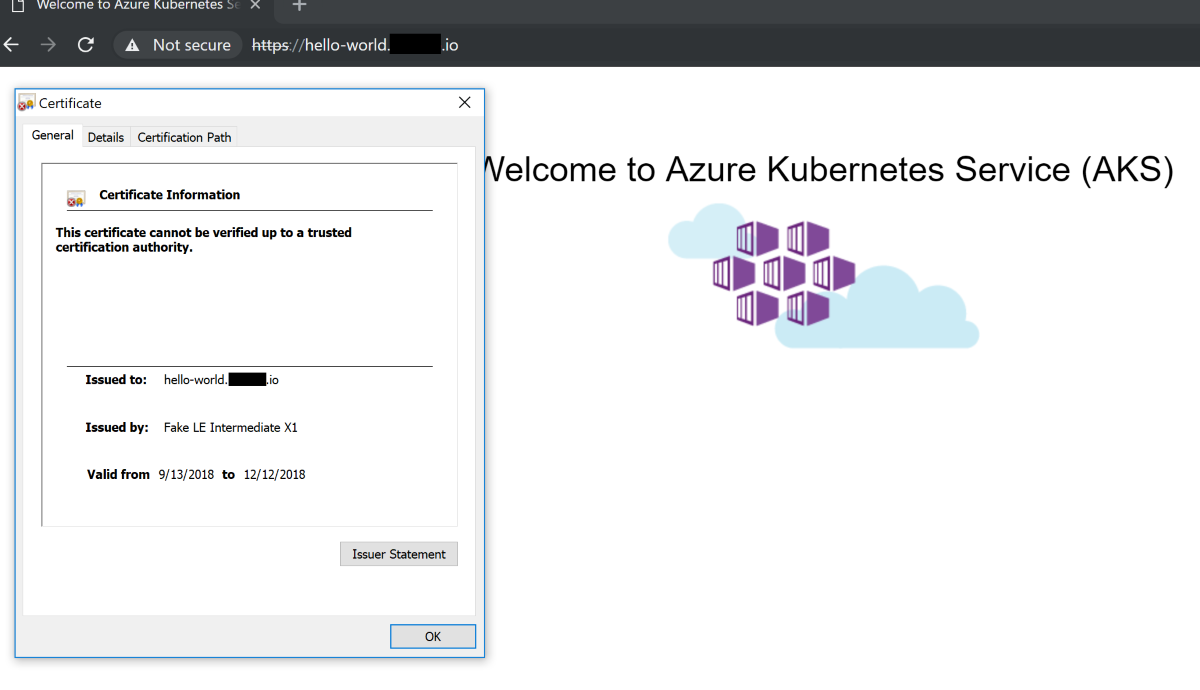 Welcome to Azure Kubernetes Se
Not secure https://hello-world. .io
Certificate
General Details Certification Path
Certificate Information
This certificate cannot be verified up to a trusted
certification authority.
Issued to: hello-world. .io
Issued by: Fake LE Intermediate X1
Valid from 9/13/2018 to 12/12/2018
Issuer Statement
OK
Welcome to Azure Kubernetes Service (AKS)